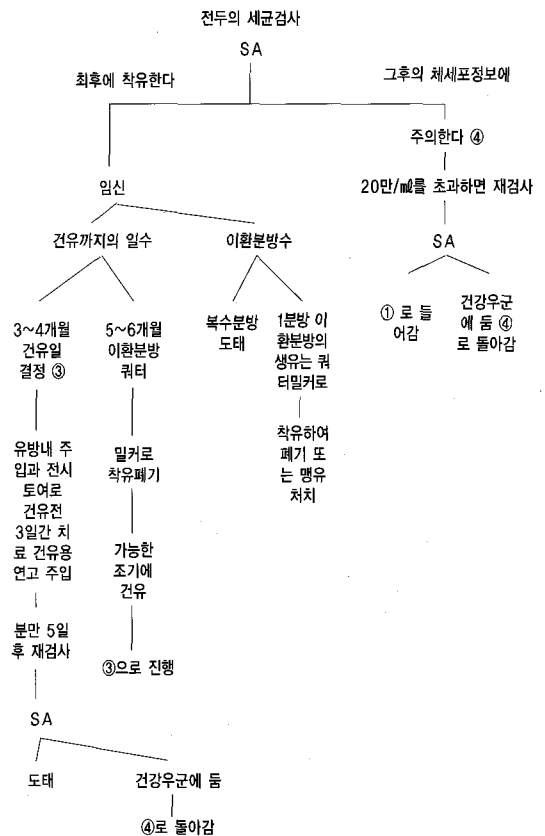 전두의 세균검사
SA
최후에 착유한다
그후의 체세포정보에
주의한다 ④
20만/㎖를 초과하면 재검사
SA
① 로 들
어감
건강우군
에 둠 ④
로 돌아감
임신
건유까지의 일수
이환분방수
3~4개월
건유일
결정 ③
유방내 주
입과 전시
토여로
건유전
3일간 치
료 건유용
연고 주입
분만 5일
후 재검사
SA
도태
건강우군에 둠
④로 돌아감
5~6개월
이환분방
쿼터
밀커로
착유폐기
가능한
조기에
건유
③으로 진행
복수분방
도태
1분방 이
환분방의
생유는 쿼
터밀커로
착유하여
폐기 또
는 맹유
처치